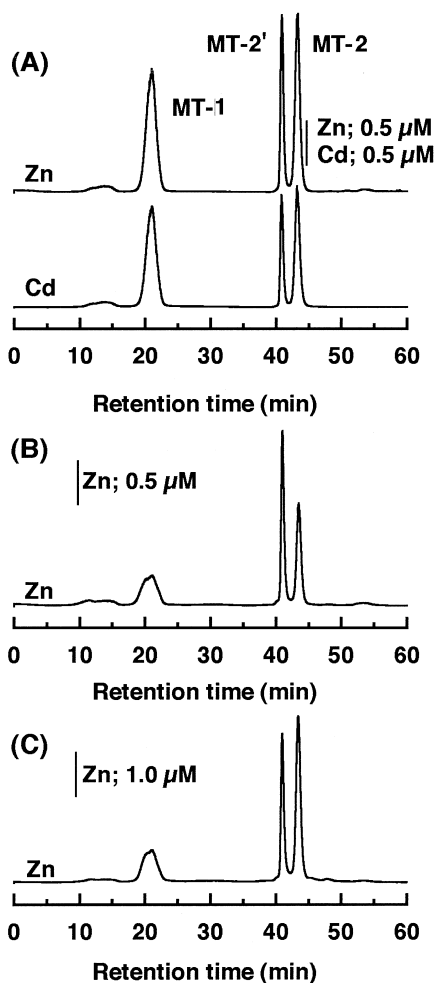 (A)
MT-2' MT-2
MT-1
Zn; 0.5 µM
Cd; 0.5 µM
Zn
Cd
0 10 20 30 40 50 60
Retention time (min)
(B)
Zn; 0.5 µM
Zn
0 10 20 30 40 50 60
Retention time (min)
(C)
Zn; 1.0 µM
Zn
0 10 20 30 40 50 60
Retention time (min)